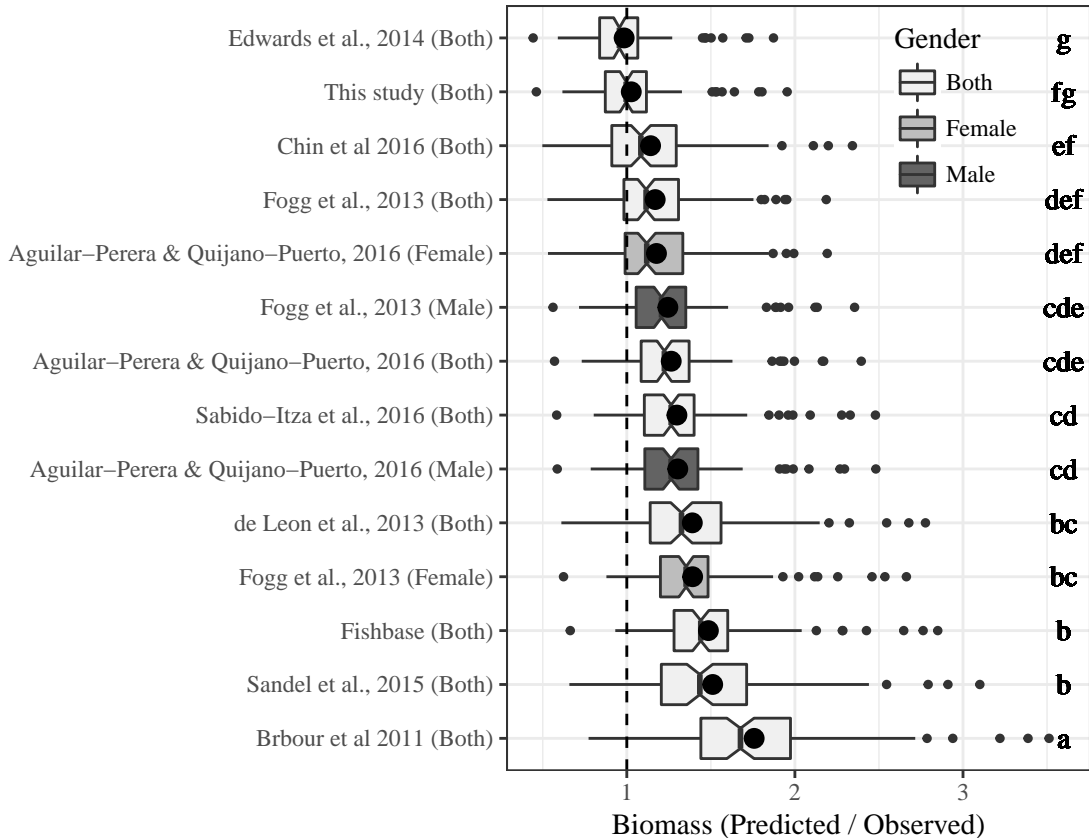 Edwards et al., 2014 (Both)
g
This study (Both)
fg
Chin et al 2016 (Both)
ef
Fogg et al., 2013 (Both)
def
Aguilar−Perera & Quijano−Puerto, 2016 (Female)
def
Fogg et al., 2013 (Male)
cde
Aguilar−Perera & Quijano−Puerto, 2016 (Both)
cde
Sabido−Itza et al., 2016 (Both)
cd
Aguilar−Perera & Quijano−Puerto, 2016 (Male)
cd
de Leon et al., 2013 (Both)
bc
Fogg et al., 2013 (Female)
bc
Fishbase (Both)
b
Sandel et al., 2015 (Both)
b
Brbour et al 2011 (Both)
a
Gender
Both
Female
Male
1 2 3
Biomass (Predicted / Observed)